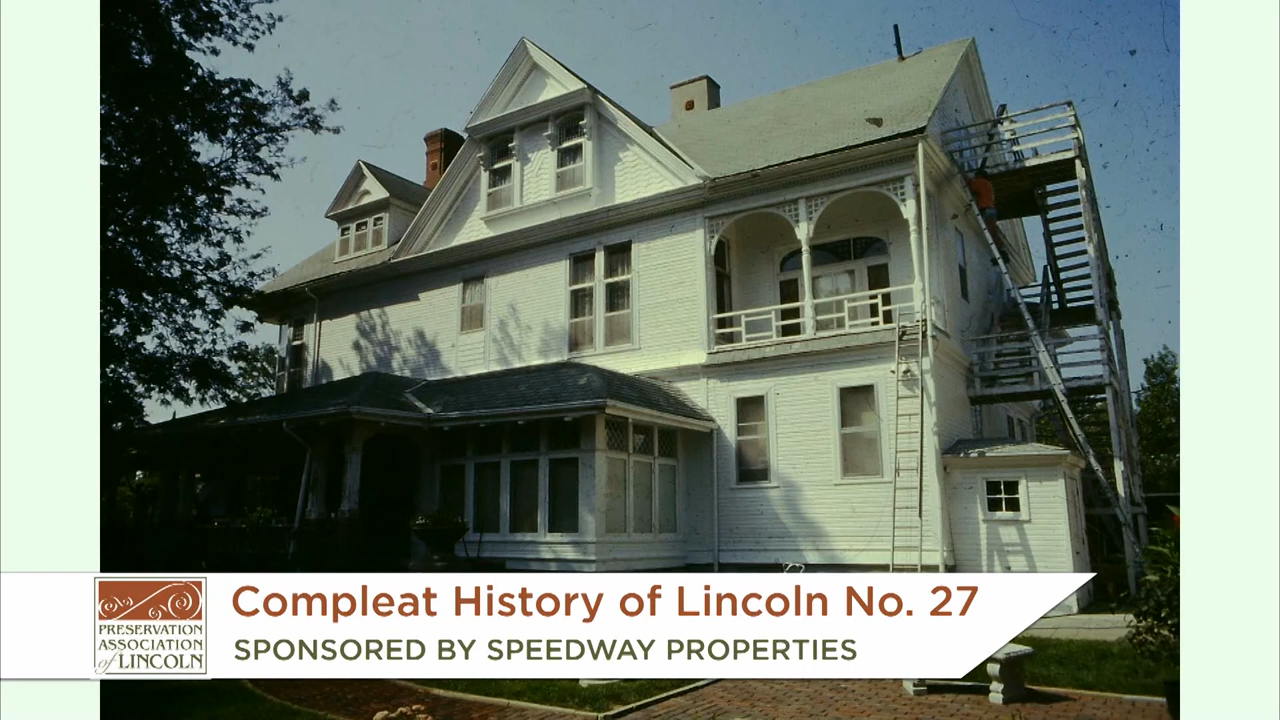 Compleat History of Lincoln No. 27
SPONSORED BY SPEEDWAY PROPERTIES
PRESERVATION
ASSOCIATION
of LINCOLN